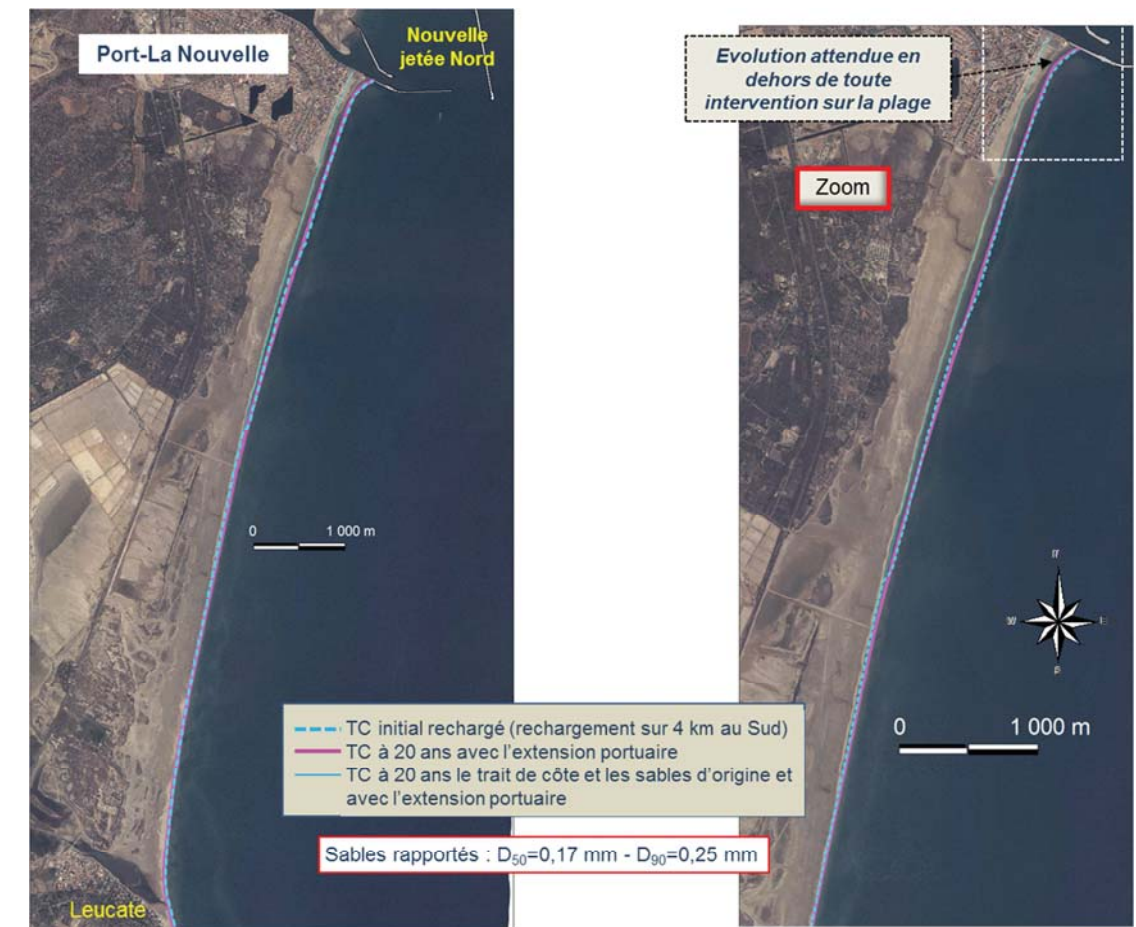 Port-La Nouvelle
Nouvelle
jetée Nord
0 1 000 m
Leucate
Evolution attendue en
dehors de toute
intervention sur la plage
Zoom
0 1 000 m
TC initial rechargé (rechargement sur 4 km au Sud)
TC à 20 ans avec l'extension portuaire
TC à 20 ans le trait de côte et les sables d'origine et
avec l'extension portuaire
Sables rapportés : D50=0,17 mm - D90=0,25 mm